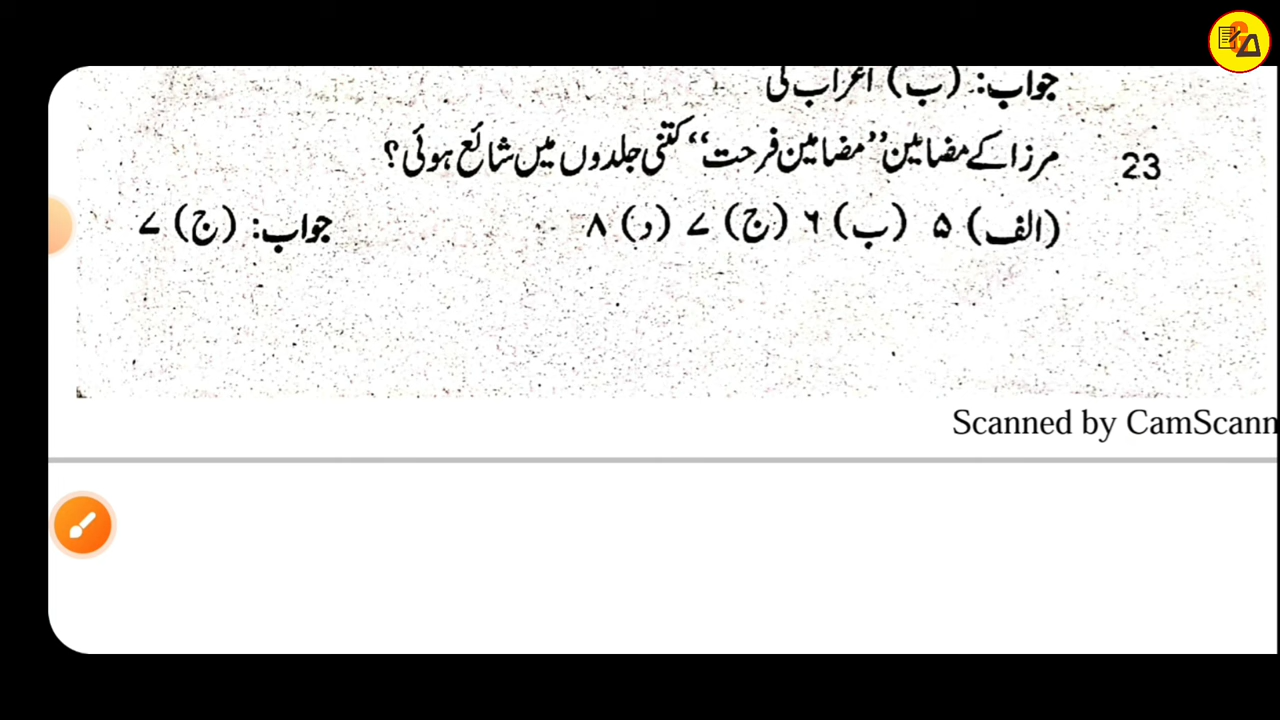 جواب: (ب) اعراب کی
23 مرزا کے مضامین ”مضامین فرحت“ کتنی جلدوں میں شائع ہوئی؟
(الف) ۵ (ب) ۶ (ج) ۷ (د) ۸ جواب: (ج) ۷
Scanned by CamScann